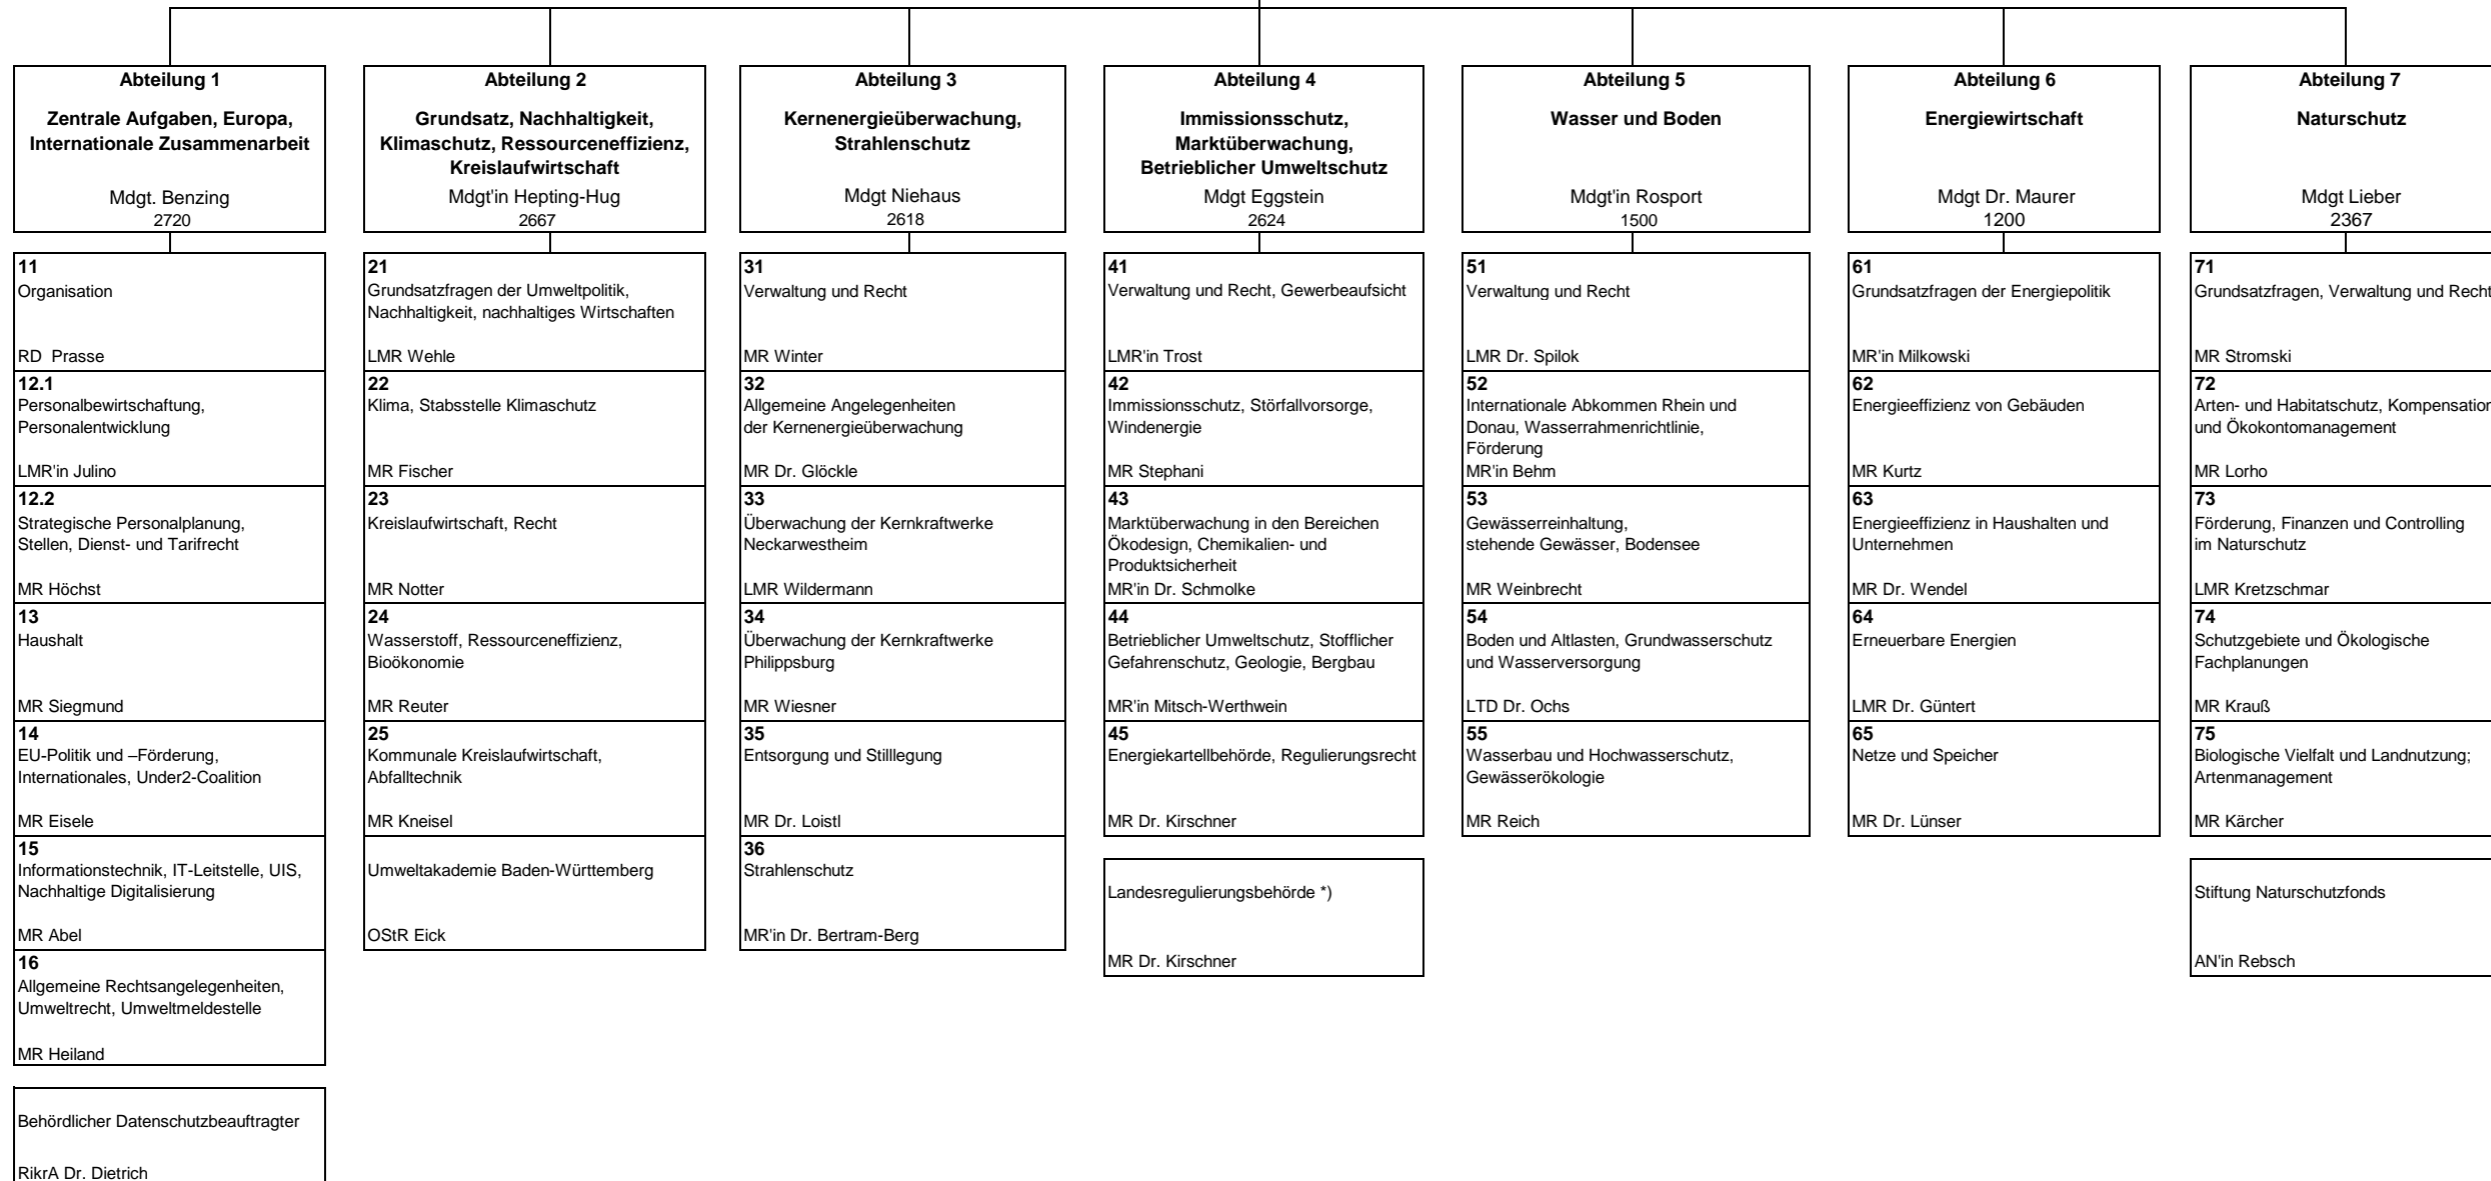 Abteilung 1
Zentrale Aufgaben, Europa,
Internationale Zusammenarbeit
Mdgt. Benzing
2720
11
Organisation
RD  Prasse
12.1
Personalbewirtschaftung,
Personalentwicklung
LMR'in Julino
12.2
Strategische Personalplanung,
Stellen, Dienst- und Tarifrecht
MR Höchst
13
Haushalt
MR Siegmund
14
EU-Politik und –Förderung,
Internationales, Under2-Coalition
MR Eisele
15
Informationstechnik, IT-Leitstelle, UIS,
Nachhaltige Digitalisierung
MR Abel
16
Allgemeine Rechtsangelegenheiten,
Umweltrecht, Umweltmeldestelle
MR Heiland
Behördlicher Datenschutzbeauftragter
RikrA Dr. Dietrich
Abteilung 2
Grundsatz, Nachhaltigkeit,
Klimaschutz, Ressourceneffizienz,
Kreislaufwirtschaft
Mdgt'in Hepting-Hug
2667
21
Grundsatzfragen der Umweltpolitik,
Nachhaltigkeit, nachhaltiges Wirtschaften
LMR Wehle
22
Klima, Stabsstelle Klimaschutz
MR Fischer
23
Kreislaufwirtschaft, Recht
MR Notter
24
Wasserstoff, Ressourceneffizienz,
Bioökonomie
MR Reuter
25
Kommunale Kreislaufwirtschaft,
Abfalltechnik
MR Kneisel
Umweltakademie Baden-Württemberg
OStR Eick
Abteilung 3
Kernenergieüberwachung,
Strahlenschutz
Mdgt Niehaus
2618
31
Verwaltung und Recht
MR Winter
32
Allgemeine Angelegenheiten
der Kernenergieüberwachung
MR Dr. Glöckle
33
Überwachung der Kernkraftwerke
Neckarwestheim
LMR Wildermann
34
Überwachung der Kernkraftwerke
Philippsburg
MR Wiesner
35
Entsorgung und Stilllegung
MR Dr. Loistl
36
Strahlenschutz
MR'in Dr. Bertram-Berg
Abteilung 4
Immissionsschutz,
Marktüberwachung,
Betrieblicher Umweltschutz
Mdgt Eggstein
2624
41
Verwaltung und Recht, Gewerbeaufsicht
LMR'in Trost
42
Immissionsschutz, Störfallvorsorge,
Windenergie
MR Stephani
43
Marktüberwachung in den Bereichen
Ökodesign, Chemikalien- und
Produktsicherheit
MR'in Dr. Schmolke
44
Betrieblicher Umweltschutz, Stofflicher
Gefahrenschutz, Geologie, Bergbau
MR'in Mitsch-Werthwein
45
Energiekartellbehörde, Regulierungsrecht
MR Dr. Kirschner
Landesregulierungsbehörde *)
MR Dr. Kirschner
Abteilung 5
Wasser und Boden
Mdgt'in Rosport
1500
51
Verwaltung und Recht
LMR Dr. Spilok
52
Internationale Abkommen Rhein und
Donau, Wasserrahmenrichtlinie,
Förderung
MR'in Behm
53
Gewässerreinhaltung,
stehende Gewässer, Bodensee
MR Weinbrecht
54
Boden und Altlasten, Grundwasserschutz
und Wasserversorgung
LTD Dr. Ochs
55
Wasserbau und Hochwasserschutz,
Gewässerökologie
MR Reich
Abteilung 6
Energiewirtschaft
Mdgt Dr. Maurer
1200
61
Grundsatzfragen der Energiepolitik
MR'in Milkowski
62
Energieeffizienz von Gebäuden
MR Kurtz
63
Energieeffizienz in Haushalten und
Unternehmen
MR Dr. Wendel
64
Erneuerbare Energien
LMR Dr. Güntert
65
Netze und Speicher
MR Dr. Lünser
Abteilung 7
Naturschutz
Mdgt Lieber
2367
71
Grundsatzfragen, Verwaltung und Recht
MR Stromski
72
Arten- und Habitatschutz, Kompensation
und Ökokontomanagement
MR Lorho
73
Förderung, Finanzen und Controlling
im Naturschutz
LMR Kretzschmar
74
Schutzgebiete und Ökologische
Fachplanungen
MR Krauß
75
Biologische Vielfalt und Landnutzung;
Artenmanagement
MR Kärcher
Stiftung Naturschutzfonds
AN'in Rebsch